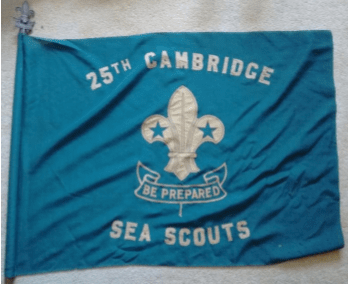 25TH CAMBRIDGE
BE PREPARED
SEA SCOUTS